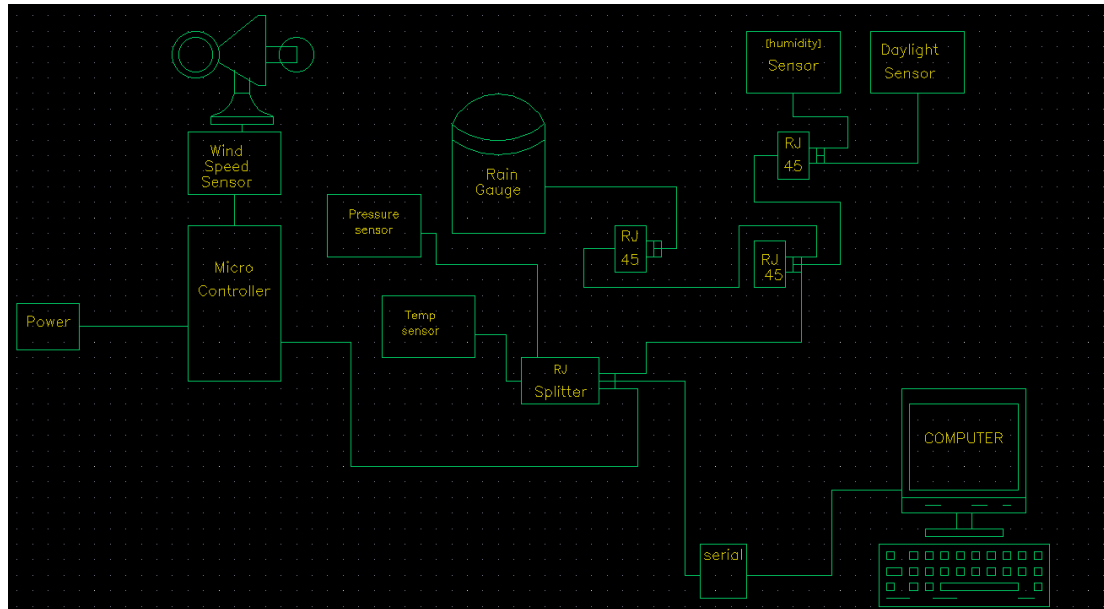 [humidity]
Sensor
Daylight
Sensor
Wind
Speed
Sensor
RJ
45
Rain
Gauge
Pressure
sensor
RJ
45
RJ
45
Micro
Controller
Power
Temp
sensor
RJ
Splitter
COMPUTER
serial